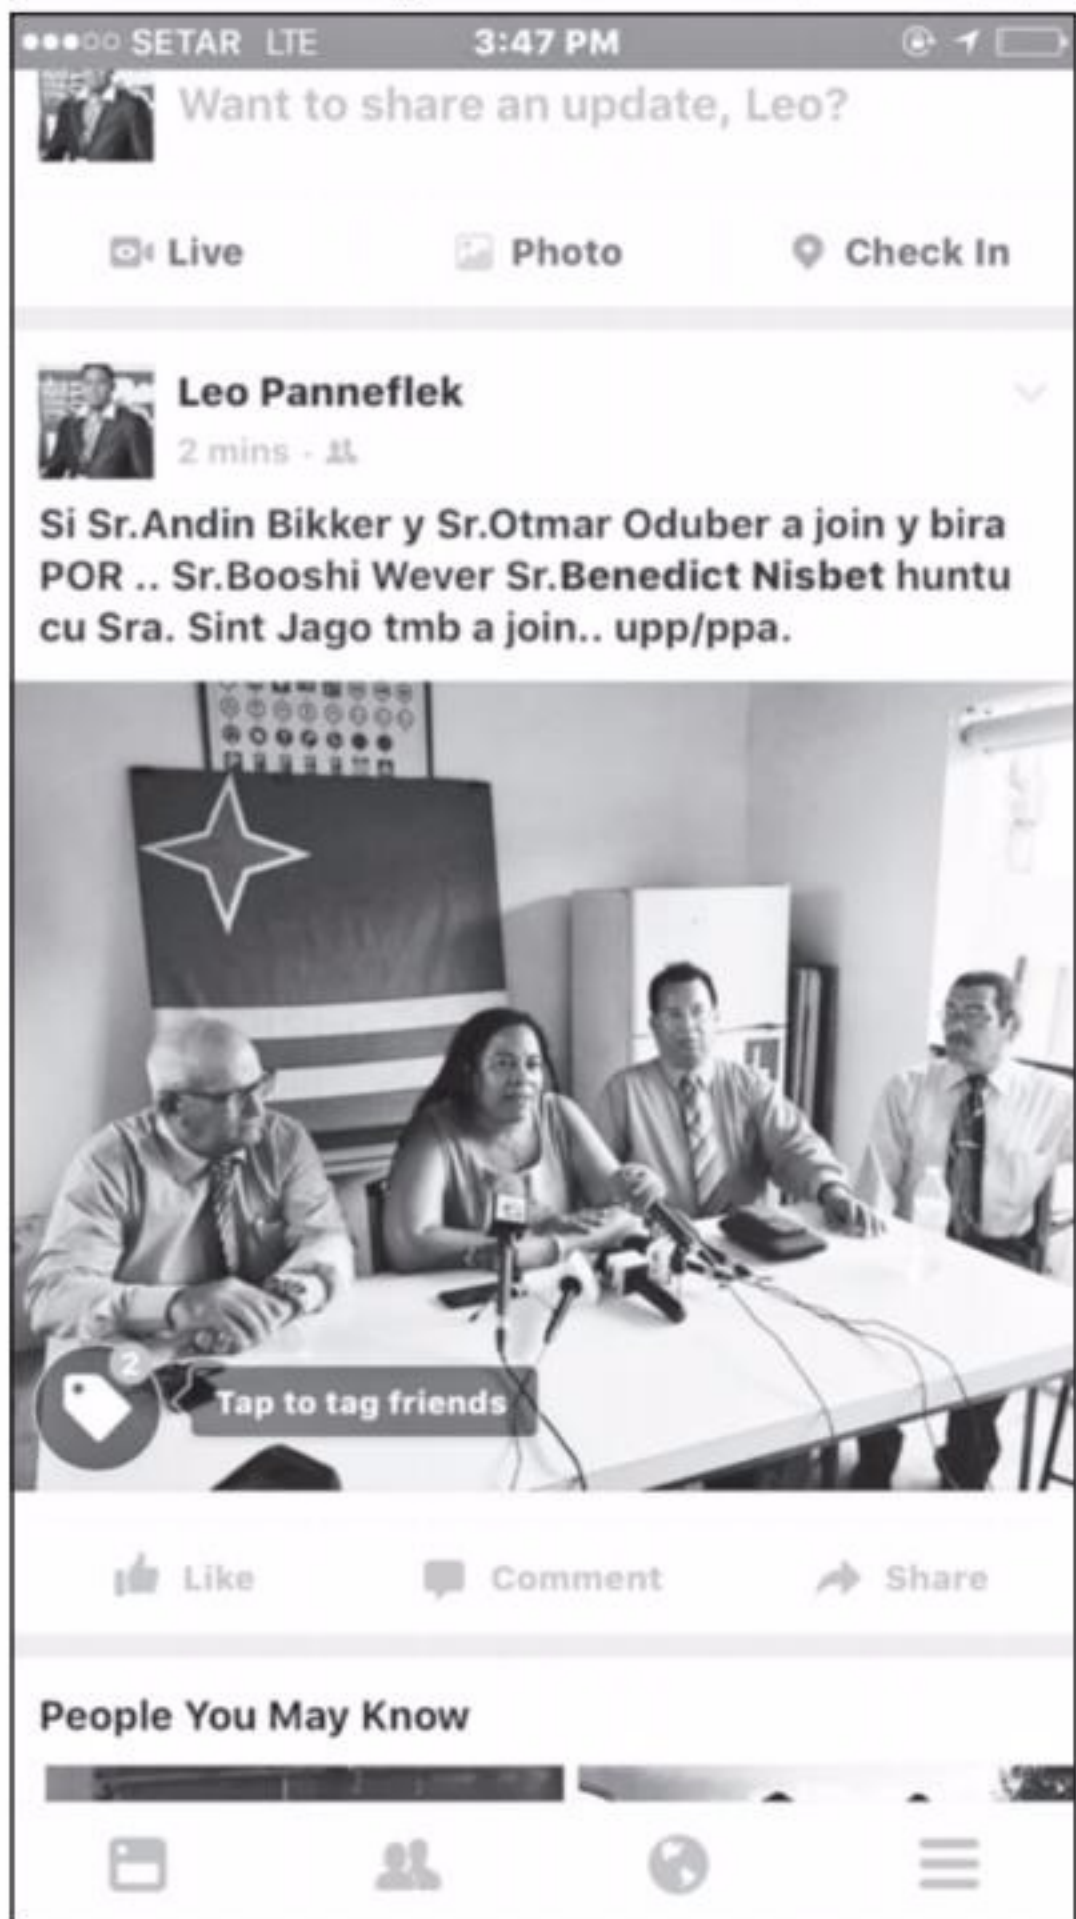 SETAR LTE 3:47 PM
Want to share an update, Leo?
Live Photo Check In
Leo Panneflek
2 mins ·
Si Sr.Andin Bikker y Sr.Otmar Oduber a join y bira
POR .. Sr.Booshi Wever Sr.Benedict Nisbet huntu
cu Sra. Sint Jago tmb a join.. upp/ppa.
2
Tap to tag friends
Like Comment Share
People You May Know